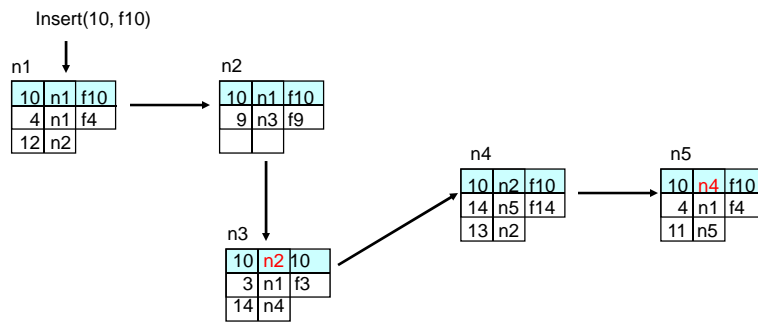 Insert(10, f10)
n1
10 n1 f10
4 n1 f4
12 n2
n2
10 n1 f10
9 n3 f9
n3
10 n2 10
3 n1 f3
14 n4
n4
10 n2 f10
14 n5 f14
13 n2
n5
10 n4 f10
4 n1 f4
11 n5